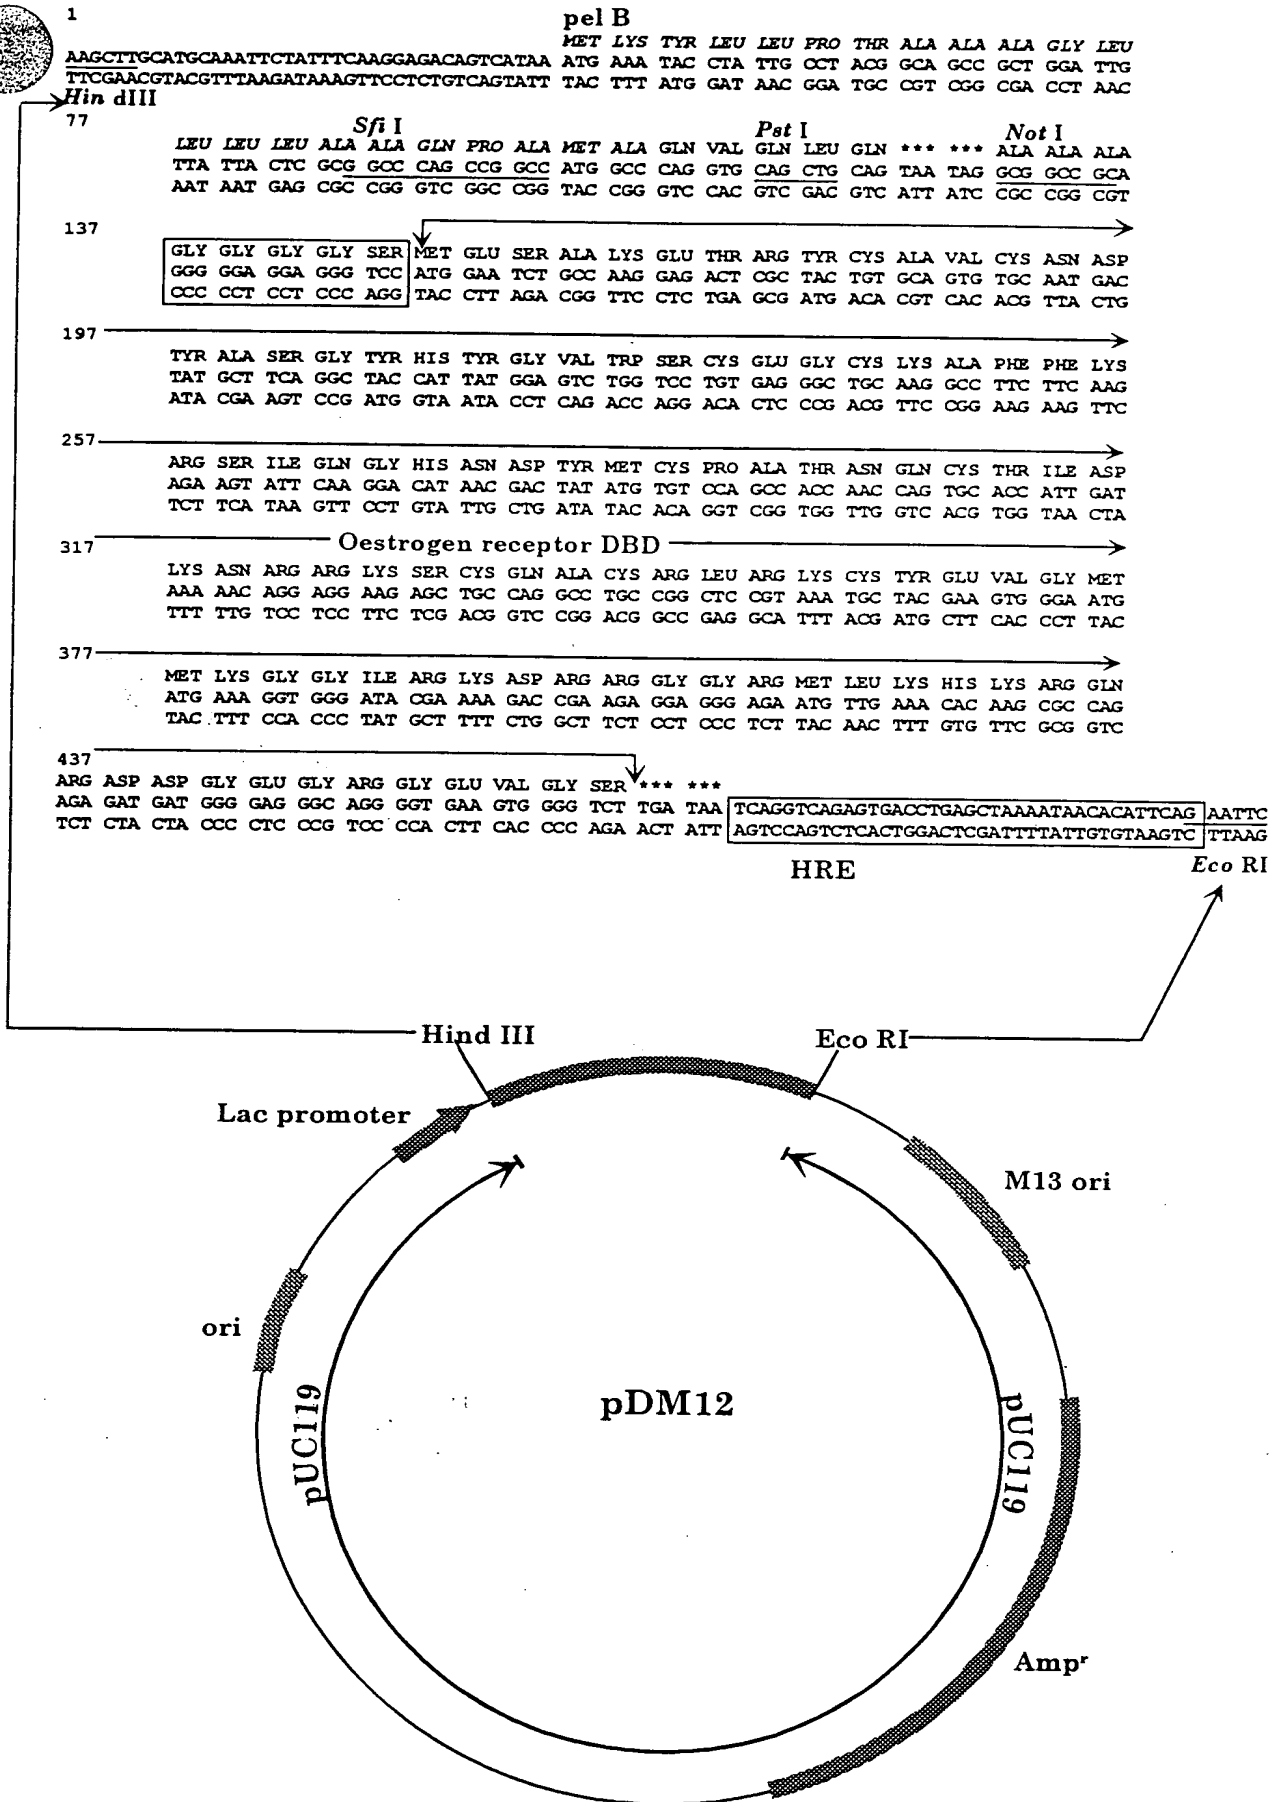 1
pel B
MET LYS TYR LEU LEU PRO THR ALA ALA ALA GLY LEU
AAGCTTGCATGCAAATTCTATTTCAAGGAGACAGTCATAA ATG AAA TAC CTA TTG CCT ACG GCA GCC GCT GGA TTG
TTCGAACGTACGTTTAAGATAAAGTTCCTCTGTCAGTATT TAC TTT ATG GAT AAC GGA TGC CGT CGG CGA CCT AAC
Hin dIII
77
Sfi I Pst I Not I
LEU LEU LEU ALA ALA GLN PRO ALA MET ALA GLN VAL GLN LEU GLN *** *** ALA ALA ALA
TTA TTA CTC GCG GCC CAG CCG GCC ATG GCC CAG GTG CAG CTG CAG TAA TAG GCG GCC GCA
AAT AAT GAG CGC CGG GTC GGC CGG TAC CGG GTC CAC GTC GAC GTC ATT ATC CGC CGG CGT
137
GLY GLY GLY GLY SER MET GLU SER ALA LYS GLU THR ARG TYR CYS ALA VAL CYS ASN ASP
GGG GGA GGA GGG TCC ATG GAA TCT GCC AAG GAG ACT CGC TAC TGT GCA GTG TGC AAT GAC
CCC CCT CCT CCC AGG TAC CTT AGA CGG TTC CTC TGA GCG ATG ACA CGT CAC ACG TTA CTG
197
TYR ALA SER GLY TYR HIS TYR GLY VAL TRP SER CYS GLU GLY CYS LYS ALA PHE PHE LYS
TAT GCT TCA GGC TAC CAT TAT GGA GTC TGG TCC TGT GAG GGC TGC AAG GCC TTC TTC AAG
ATA CGA AGT CCG ATG GTA ATA CCT CAG ACC AGG ACA CTC CCG ACG TTC CGG AAG AAG TTC
257
ARG SER ILE GLN GLY HIS ASN ASP TYR MET CYS PRO ALA THR ASN GLN CYS THR ILE ASP
AGA AGT ATT CAA GGA CAT AAC GAC TAT ATG TGT CCA GCC ACC AAC CAG TGC ACC ATT GAT
TCT TCA TAA GTT CCT GTA TTG CTG ATA TAC ACA GGT CGG TGG TTG GTC ACG TGG TAA CTA
317 Oestrogen receptor DBD
LYS ASN ARG ARG LYS SER CYS GLN ALA CYS ARG LEU ARG LYS CYS TYR GLU VAL GLY MET
AAA AAC AGG AGG AAG AGC TGC CAG GCC TGC CGG CTC CGT AAA TGC TAC GAA GTG GGA ATG
TTT TTG TCC TCC TTC TCG ACG GTC CGG ACG GCC GAG GCA TTT ACG ATG CTT CAC CCT TAC
377
MET LYS GLY GLY ILE ARG LYS ASP ARG ARG GLY GLY ARG MET LEU LYS HIS LYS ARG GLN
ATG AAA GGT GGG ATA CGA AAA GAC CGA AGA GGA GGG AGA ATG TTG AAA CAC AAG CGC CAG
TAC TTT CCA CCC TAT GCT TTT CTG GCT TCT CCT CCC TCT TAC AAC TTT GTG TTC GCG GTC
437
ARG ASP ASP GLY GLU GLY ARG GLY GLU VAL GLY SER *** ***
AGA GAT GAT GGG GAG GGC AGG GGT GAA GTG GGG TCT TGA TAA TCAGGTCAGAGTGACCTGAGCTAAAATAACACATTCAG AATTC
TCT CTA CTA CCC CTC CCG TCC CCA CTT CAC CCC AGA ACT ATT AGTCCAGTCTCACTGGACTCGATTTTATTGTGTAAGTC TTAAG
HRE Eco RI
Hind III Eco RI
Lac promoter
M13 ori
ori
pUC119
pDM12
pUC119
Ampr